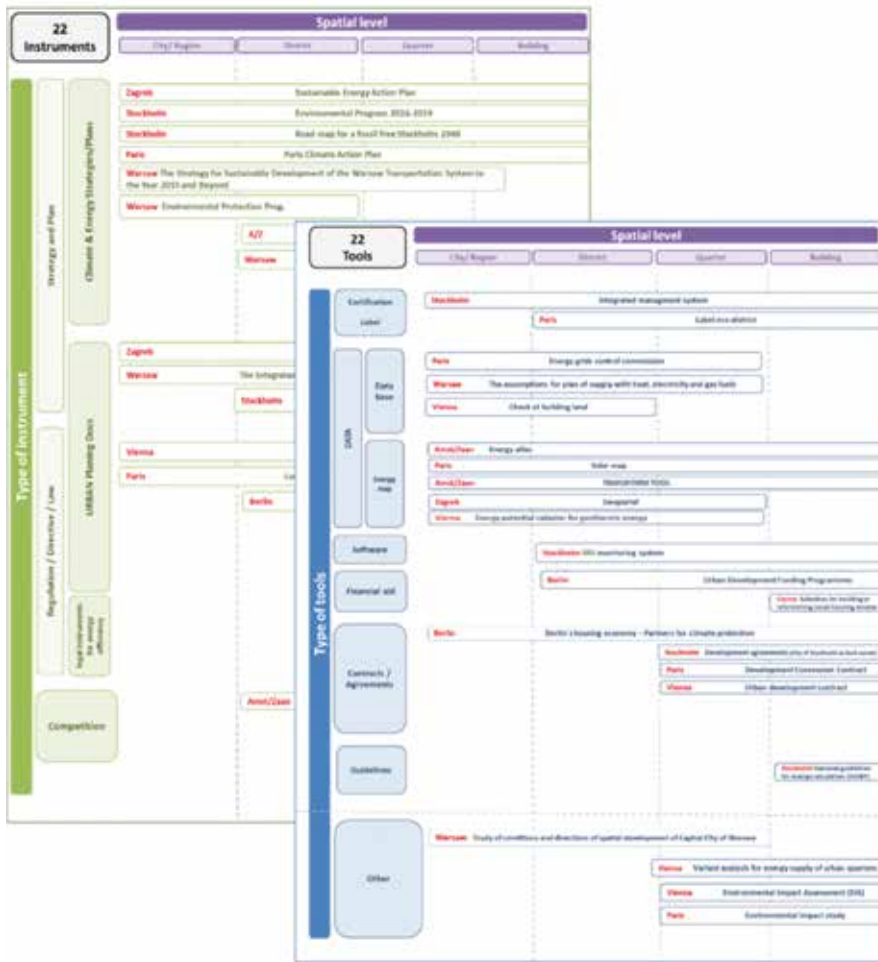 22
Instruments
Spatial level
City/ Region
District
Quarter
Building
Type of instrument
Strategy and Plan
Climate & Energy Strategies/Plans
Zagreb Sustainable Energy Action Plan
Stockholm Environmental Program 2016-2019
Stockholm Road map for a fossil free Stockholm 2040
Paris Paris Climate Action Plan
Warsaw The Strategy for Sustainably Development of the Warsaw Transportation System to
the Year 2015 and Beyond
Warsaw Environmental Protection Prog.
A/Z
Warsaw
URBAN Planing Docs
Zagreb
Warsaw The Integrated
Stockholm
Regulation / Directive / Law
Vienna
Paris
Berlin
legal instruments
for energy
efficiency
Competition
Amst/Zaan
22
Tools
Spatial level
City/ Region
District
Quarter
Building
Type of tools
Certification
Label
Stockholm Integrated managment system
Paris Label eco district
DATA
Data
base
Paris Energy grids control commission
Warsaw The assumptions for plan of supply with heat, electricity and gas fuels
Vienna Check of building land
Energy
map
Amst/Zaan Energy atlas
Paris Solar map
Amst/Zaan
Zagreb Geoportal
Vienna Energy potential cadaster for geothermic energy
Software
Stockholm monitoring system
Financial aid
Berlin Urban Development Funding Programme
Vienna
Contracts /
Agreements
Berlin Berlin's housing economy - Partners for climate protection
Stockholm Development agreements
Paris Development Concession Contract
Vienna Urban development contract
Guidelines
Other
Warsaw Study of conditions and directions of spatial development of Capital City of Warsaw
Vienna Variant analysis for energy supply of urban quarters
Vienna Environmental Impact Assessment (EIA)
Paris Environmental impact study